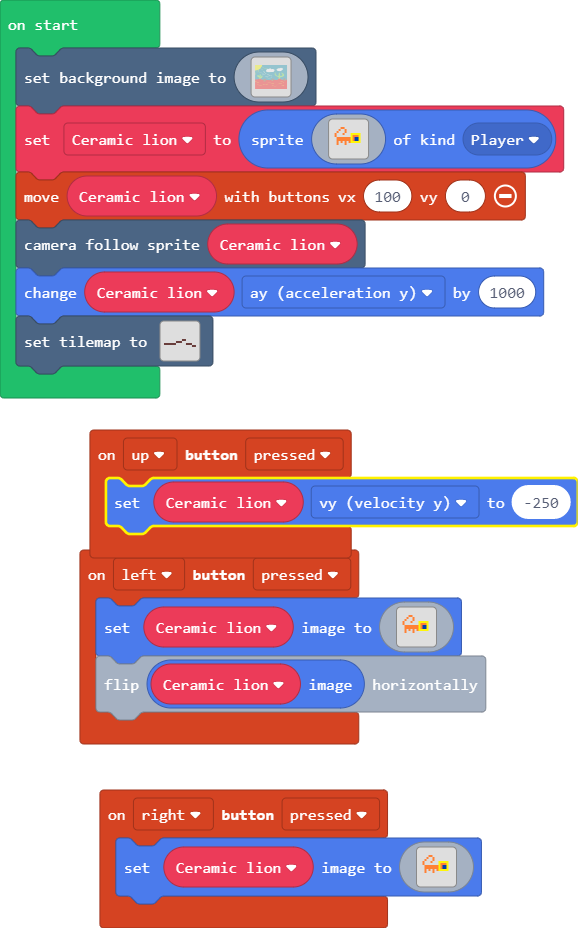 on start
set background image to
set Ceramic lion to sprite of kind Player
move Ceramic lion with buttons vx 100 vy 0
camera follow sprite Ceramic lion
change Ceramic lion ay (acceleration y) by 1000
set tilemap to
on up button pressed
set Ceramic lion vy (velocity y) to -250
on left button pressed
set Ceramic lion image to
flip Ceramic lion image horizontally
on right button pressed
set Ceramic lion image to